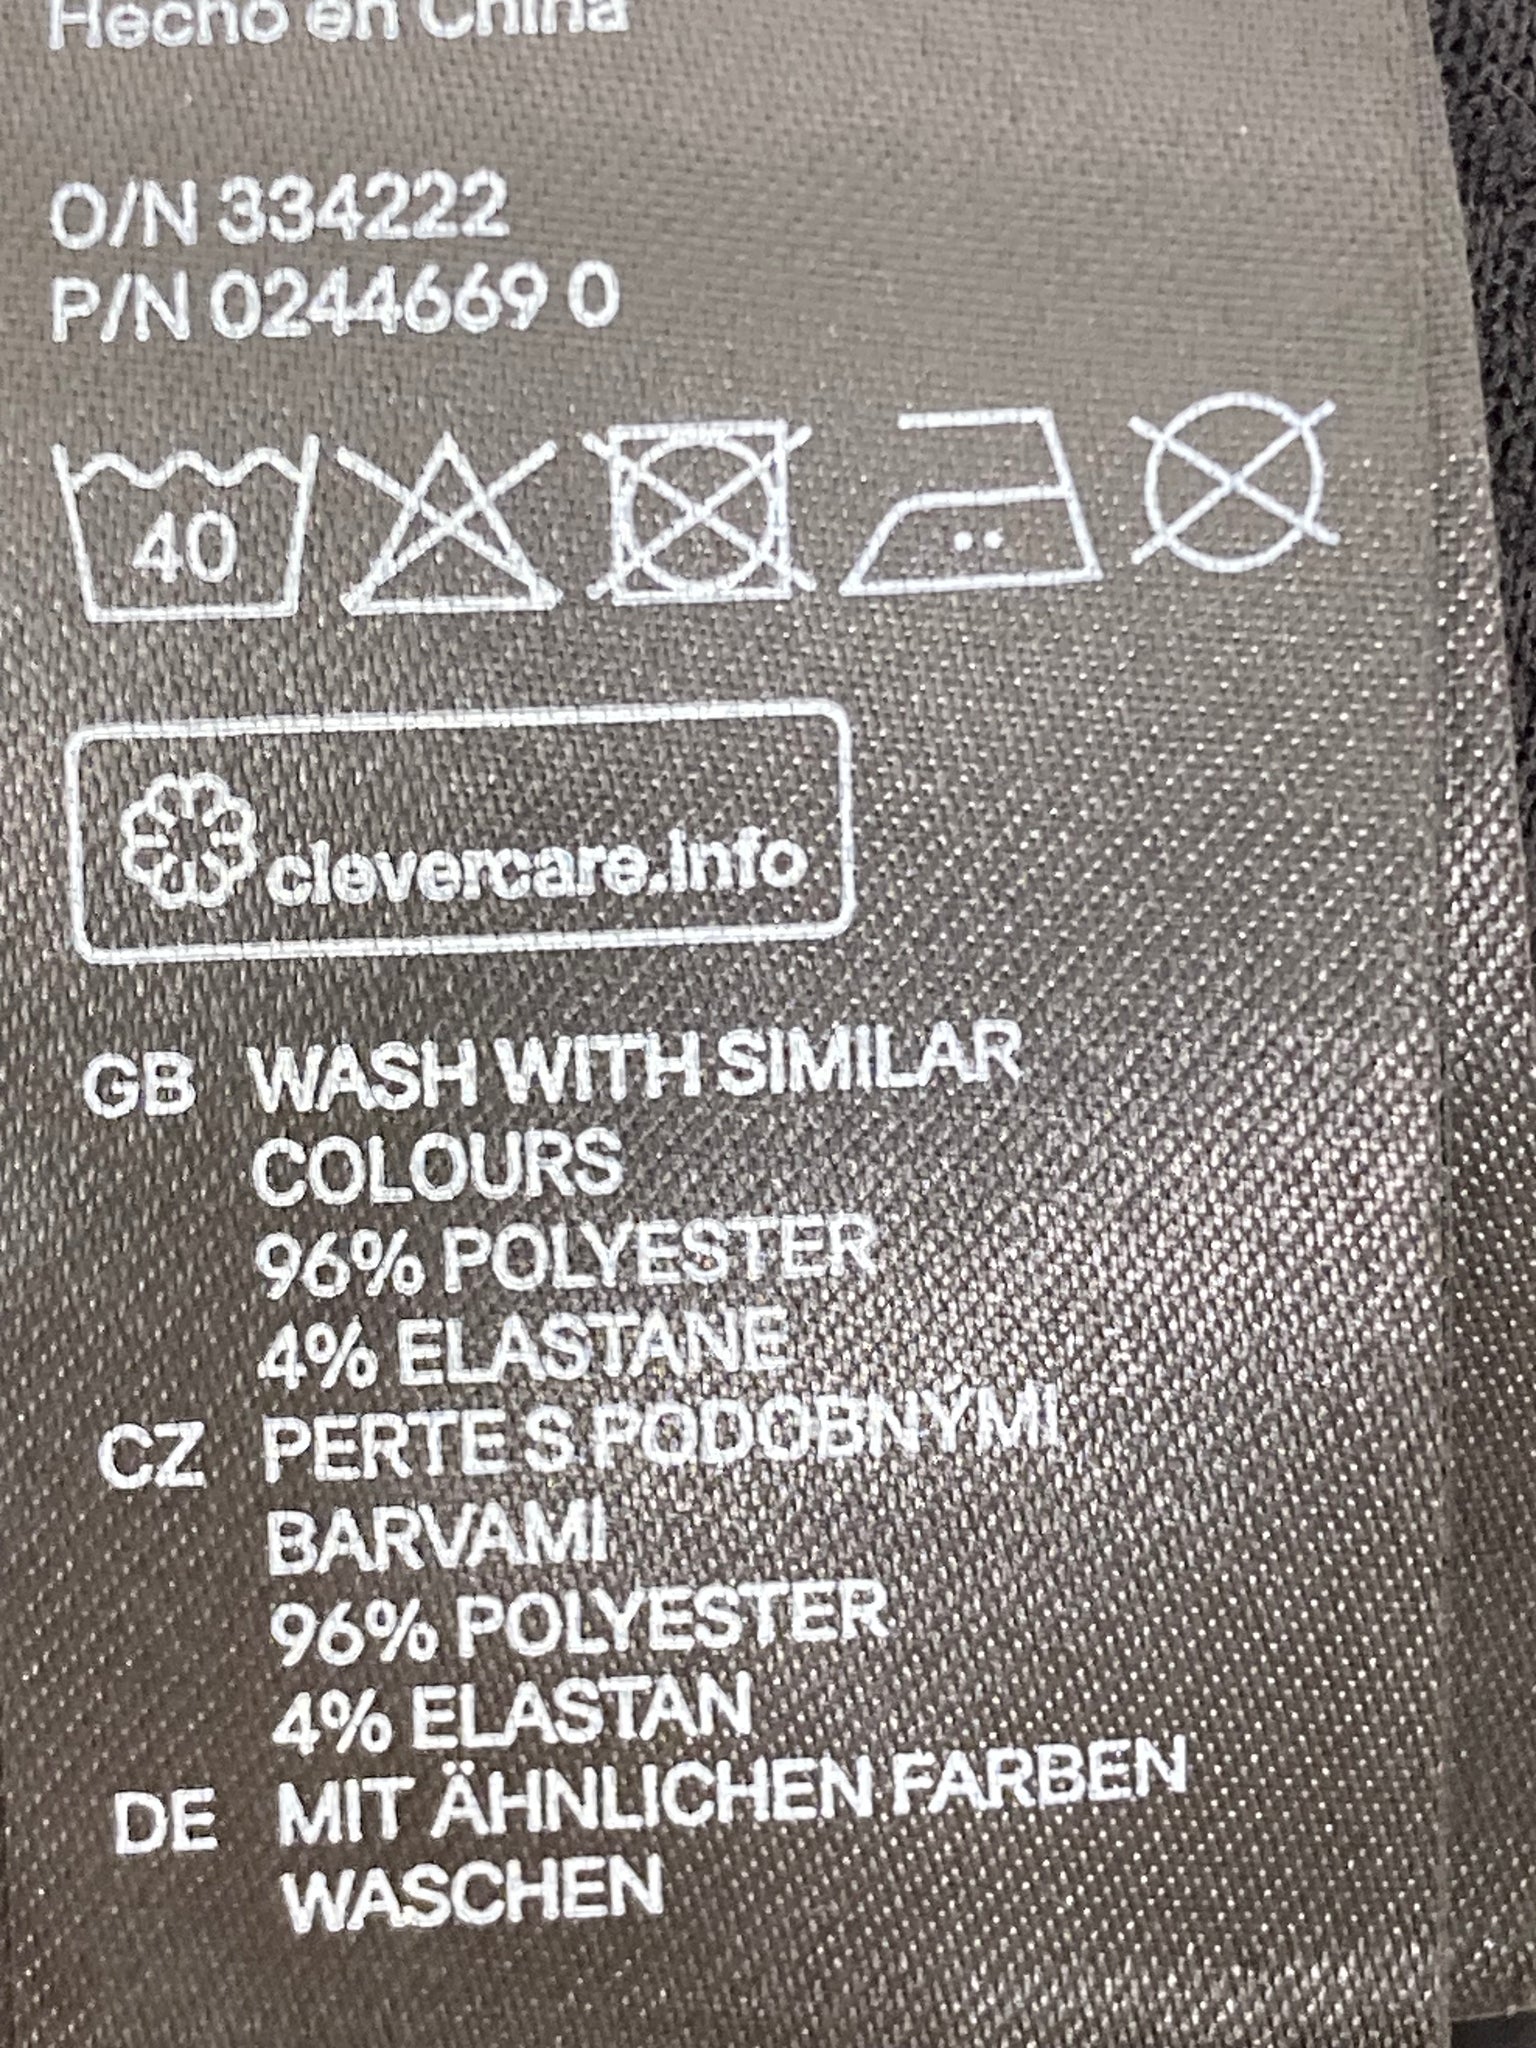 Hecho en China
O/N 334222
P/N 0244669 0
40
clevercare.info
GB WASH WITH SIMILAR
COLOURS
96% POLYESTER
4% ELASTANE
CZ PERTE S PODOBNÝMI
BARVAMI
96% POLYESTER
4% ELASTAN
DE MIT ÄHNLICHEN FARBEN
WASCHEN